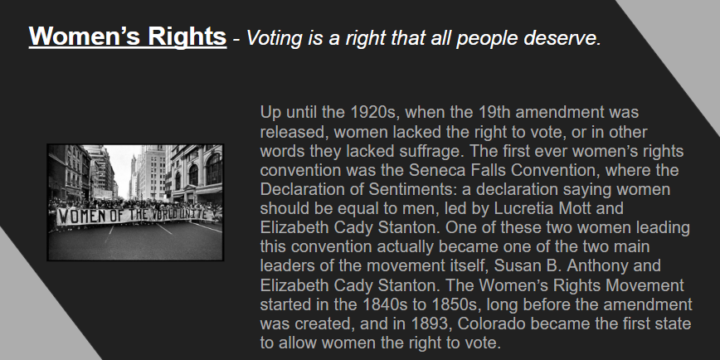 Women’s Rights - Voting is a right that all people deserve.
Up until the 1920s, when the 19th amendment was
released, women lacked the right to vote, or in other
words they lacked suffrage. The first ever women’s rights
convention was the Seneca Falls Convention, where the
Declaration of Sentiments: a declaration saying women
should be equal to men, led by Lucretia Mott and
Elizabeth Cady Stanton. One of these two women leading
this convention actually became one of the two main
leaders of the movement itself, Susan B. Anthony and
Elizabeth Cady Stanton. The Women’s Rights Movement
started in the 1840s to 1850s, long before the amendment
was created, and in 1893, Colorado became the first state
to allow women the right to vote.
WOMEN OF THE WORLD UNITE